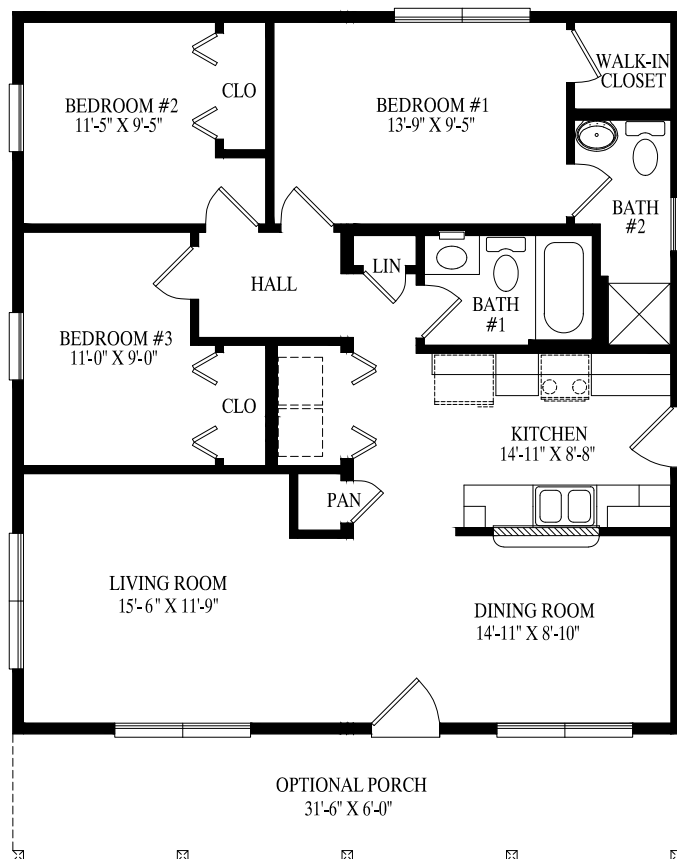 BEDROOM #2
11'-5" X 9'-5"
CLO
BEDROOM #1
13'-9" X 9'-5"
WALK-IN
CLOSET
BATH
#2
HALL
LIN
BATH
#1
BEDROOM #3
11'-0" X 9'-0"
CLO
KITCHEN
14'-11" X 8'-8"
PAN
LIVING ROOM
15'-6" X 11'-9"
DINING ROOM
14'-11" X 8'-10"
OPTIONAL PORCH
31'-6" X 6'-0"